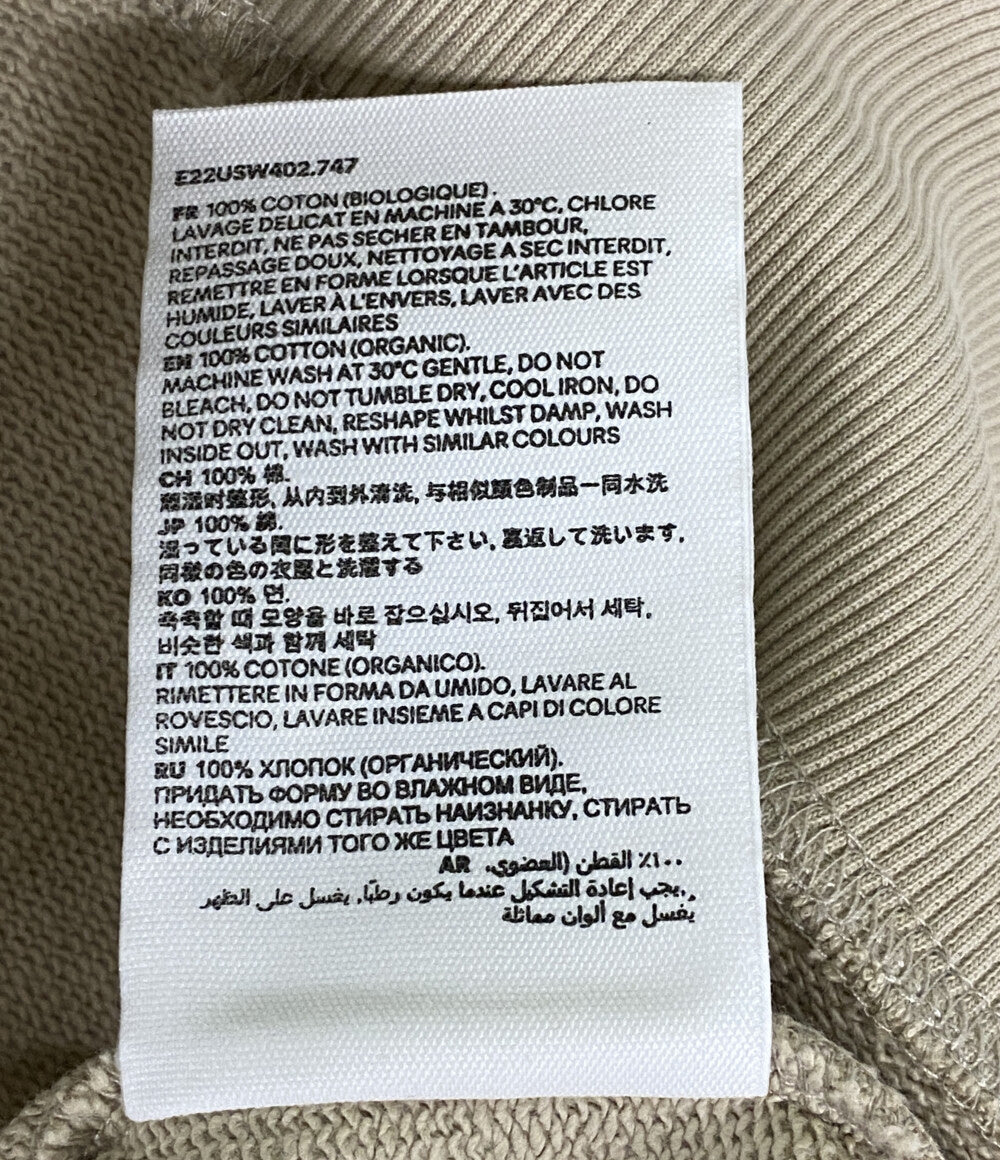 E22USW402.747
FR 100% COTON (BIOLOGIQUE).
LAVAGE DELICAT EN MACHINE A 30°C, CHLORE
INTERDIT, NE PAS SECHER EN TAMBOUR,
REPASSAGE DOUX, NETTOYAGE A SEC INTERDIT,
REMETTRE EN FORME LORSQUE L'ARTICLE EST
HUMIDE, LAVER À L'ENVERS, LAVER AVEC DES
COULEURS SIMILAIRES
EN 100% COTTON (ORGANIC).
MACHINE WASH AT 30°C GENTLE, DO NOT
BLEACH, DO NOT TUMBLE DRY, COOL IRON, DO
NOT DRY CLEAN, RESHAPE WHILST DAMP, WASH
INSIDE OUT, WASH WITH SIMILAR COLOURS
CH 100% 棉.
潮湿时整形, 从内到外清洗, 与相似颜色制品一同水洗
JP 100% 綿.
湿っている間に形を整えて下さい, 裏返して洗います,
同様の色の衣服と洗濯する
KO 100% 면.
축축할 때 모양을 바로 잡으십시오, 뒤집어서 세탁,
비슷한 색과 함께 세탁
IT 100% COTONE (ORGANICO).
RIMETTERE IN FORMA DA UMIDO, LAVARE AL
ROVESCIO, LAVARE INSIEME A CAPI DI COLORE
SIMILE
RU 100% ХЛОПОК (ОРГАНИЧЕСКИЙ).
ПРИДАТЬ ФОРМУ ВО ВЛАЖНОМ ВИДЕ,
НЕОБХОДИМО СТИРАТЬ НАИЗНАНКУ, СТИРАТЬ
С ИЗДЕЛИЯМИ ТОГО ЖЕ ЦВЕТА
١٠٠٪ القطن (العضوي. AR
يجب إعادة التشكيل عندما يكون رطبًا, يغسل على الظهر,
يغسل مع ألوان مماثلة